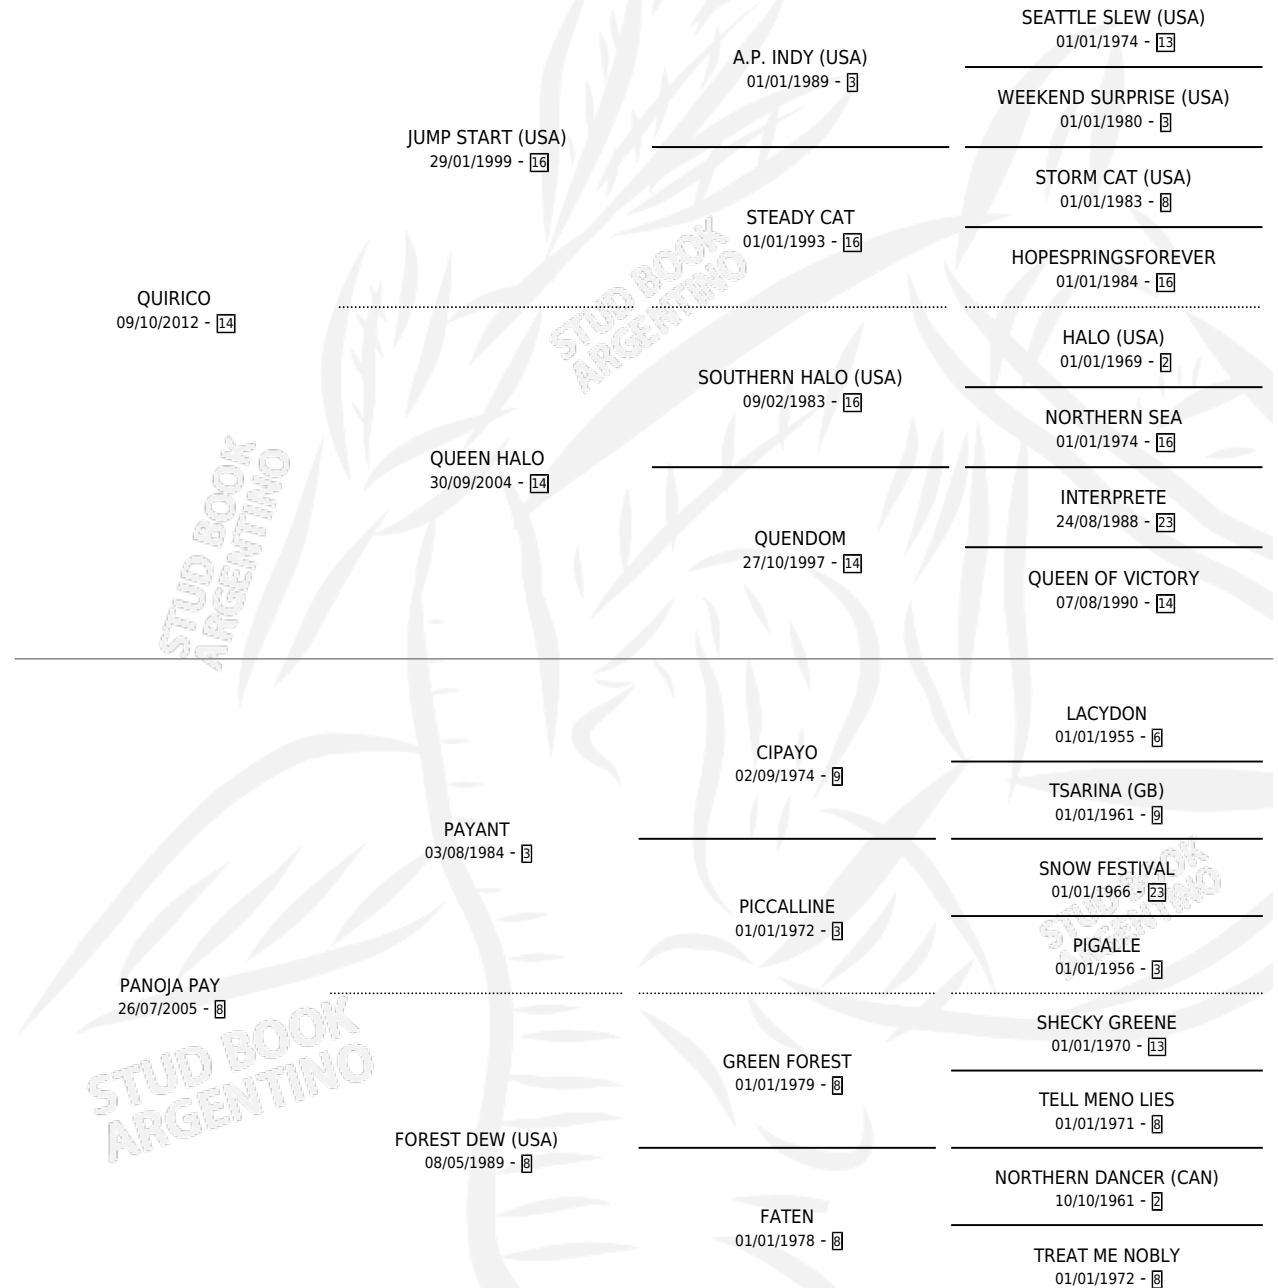 SEATTLE SLEW (USA)
01/01/1974 - 13
A.P. INDY (USA)
01/01/1989 - 3
WEEKEND SURPRISE (USA)
01/01/1980 - 3
JUMP START (USA)
29/01/1999 - 16
STORM CAT (USA)
01/01/1983 - 8
STEADY CAT
01/01/1993 - 16
HOPESPRINGSFOREVER
01/01/1984 - 16
QUIRICO
09/10/2012 - 14
STUD BOOK
ARGENTINO
HALO (USA)
01/01/1969 - 2
SOUTHERN HALO (USA)
09/02/1983 - 16
NORTHERN SEA
01/01/1974 - 16
QUEEN HALO
30/09/2004 - 14
INTERPRETE
24/08/1988 - 23
QUENDOM
27/10/1997 - 14
QUEEN OF VICTORY
07/08/1990 - 14
STUD BOOK
ARGENTINO
LACYDON
01/01/1955 - 6
CIPAYO
02/09/1974 - 9
TSARINA (GB)
01/01/1961 - 9
PAYANT
03/08/1984 - 3
SNOW FESTIVAL
01/01/1966 - 23
PICCALLINE
01/01/1972 - 3
PIGALLE
01/01/1956 - 3
STUD BOOK
ARGENTINO
PANOJA PAY
26/07/2005 - 8
SHECKY GREENE
01/01/1970 - 13
GREEN FOREST
01/01/1979 - 8
TELL MENO LIES
01/01/1971 - 8
STUD BOOK
ARGENTINO
FOREST DEW (USA)
08/05/1989 - 8
NORTHERN DANCER (CAN)
10/10/1961 - 2
FATEN
01/01/1978 - 8
TREAT ME NOBLY
01/01/1972 - 8